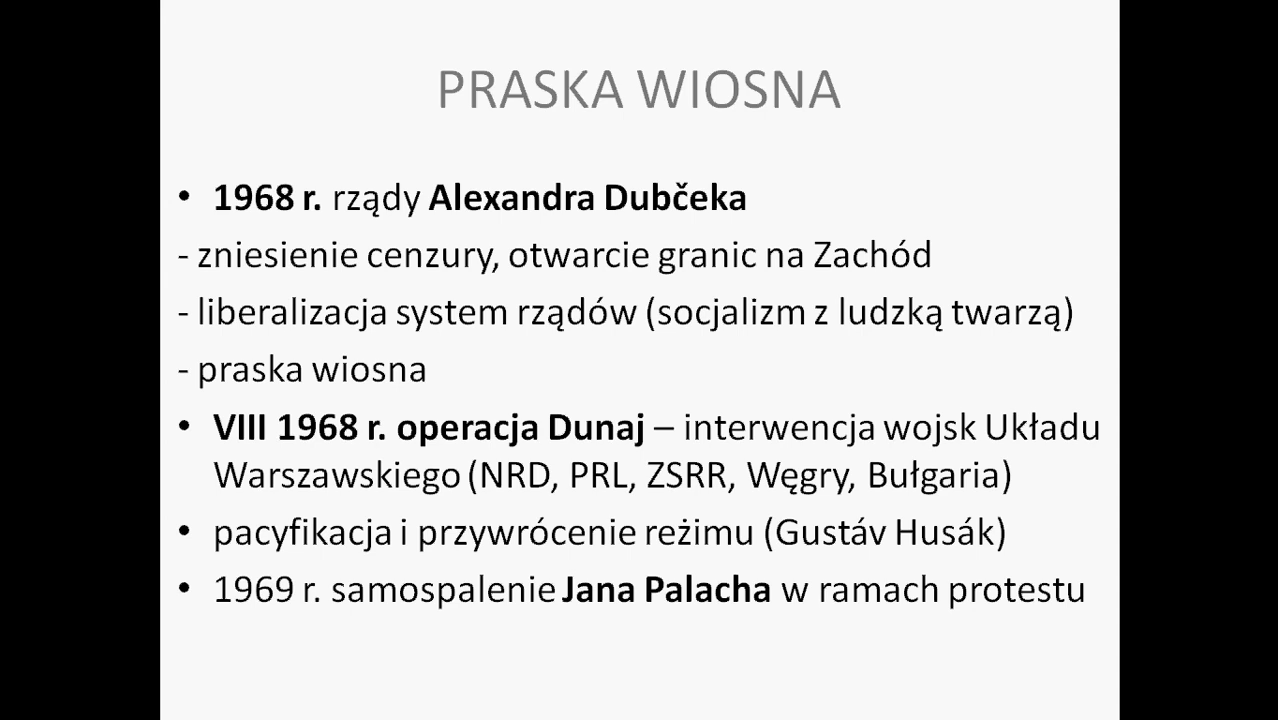 PRASKA WIOSNA
• 1968 r. rządy Alexandra Dubčeka
- zniesienie cenzury, otwarcie granic na Zachód
- liberalizacja system rządów (socjalizm z ludzką twarzą)
- praska wiosna
• VIII 1968 r. operacja Dunaj – interwencja wojsk Układu
Warszawskiego (NRD, PRL, ZSRR, Węgry, Bułgaria)
• pacyfikacja i przywrócenie reżimu (Gustáv Husák)
• 1969 r. samospalenie Jana Palacha w ramach protestu